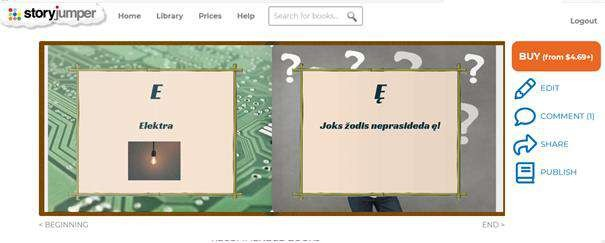 storyjumper
Home Library Prices Help Search for books... Logout
E
Elektra
Ę
Joks žodis neprasideda ę!
BUY (from $4.69+)
EDIT
COMMENT (1)
SHARE
PUBLISH
< BEGINNING END >